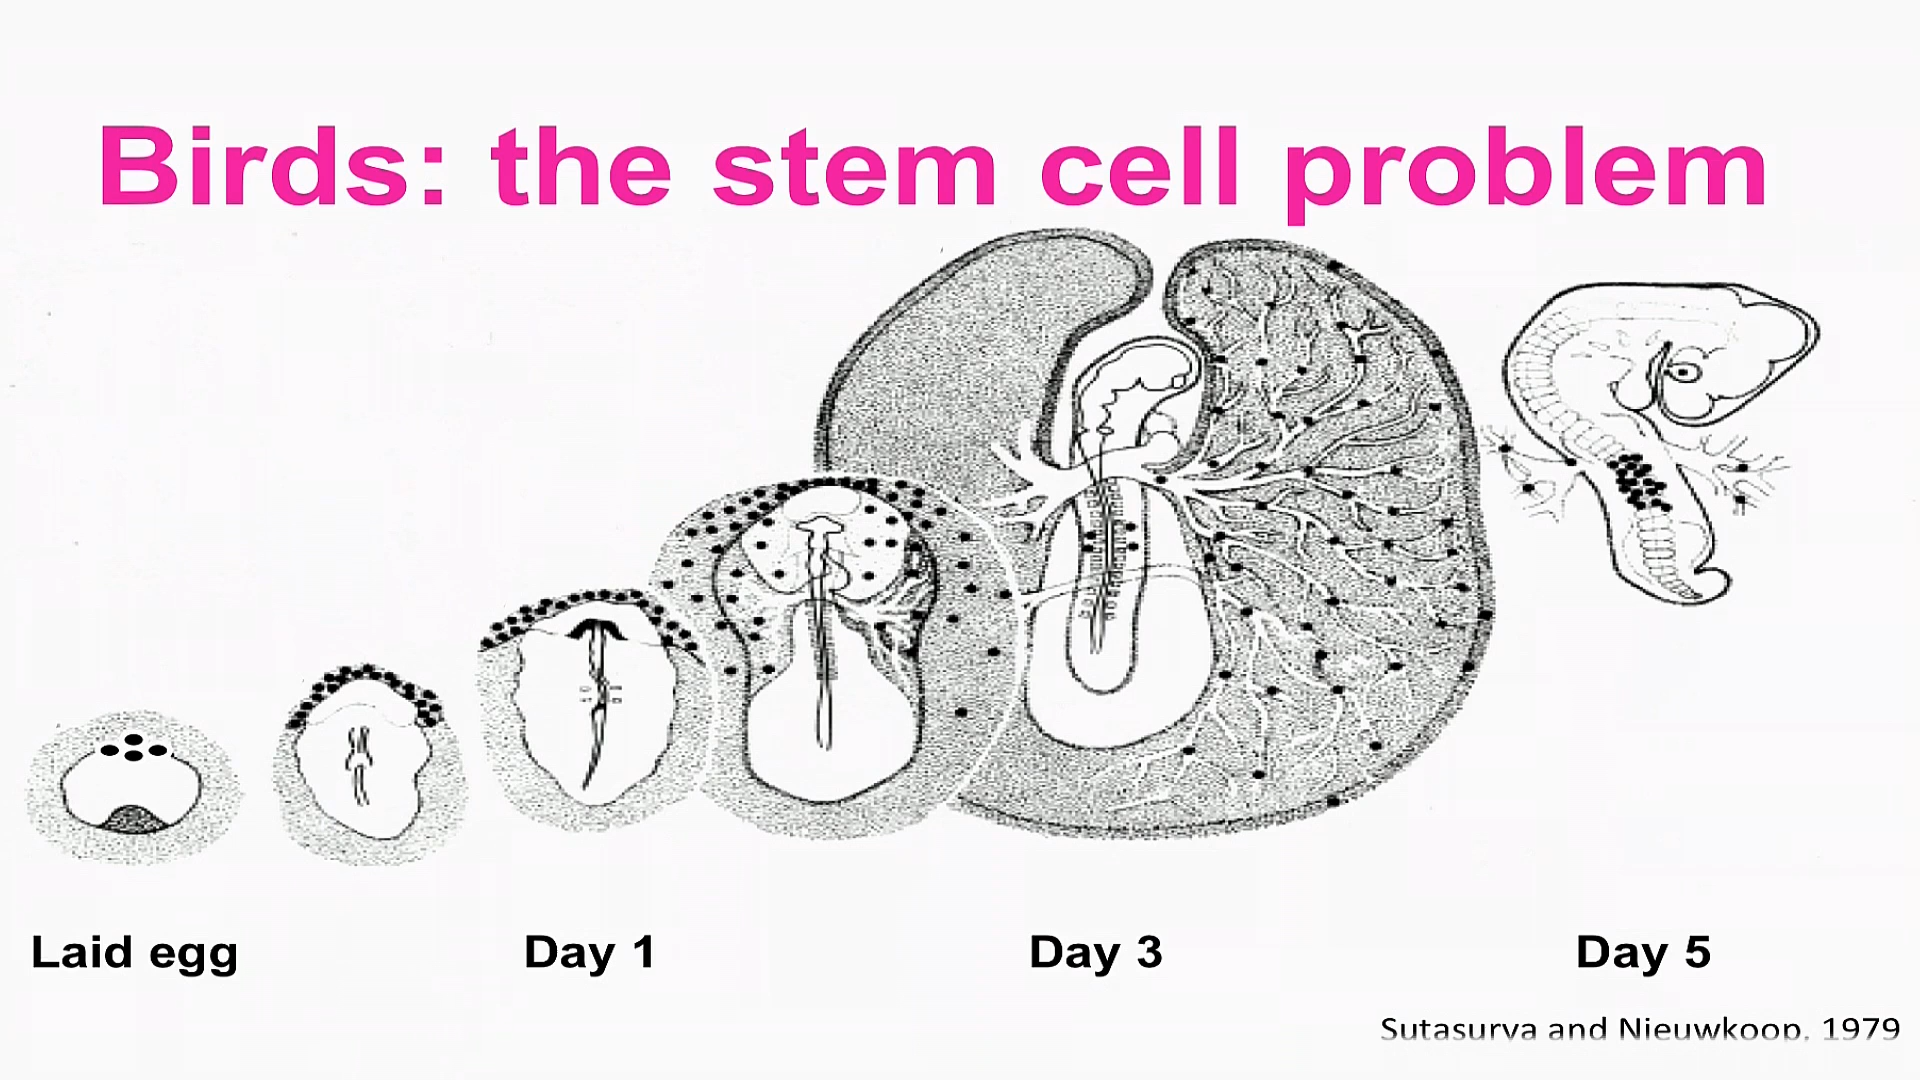 Birds: the stem cell problem
Laid egg
Day 1
Day 3
Day 5
Sutasurya and Nieuwkoop, 1979